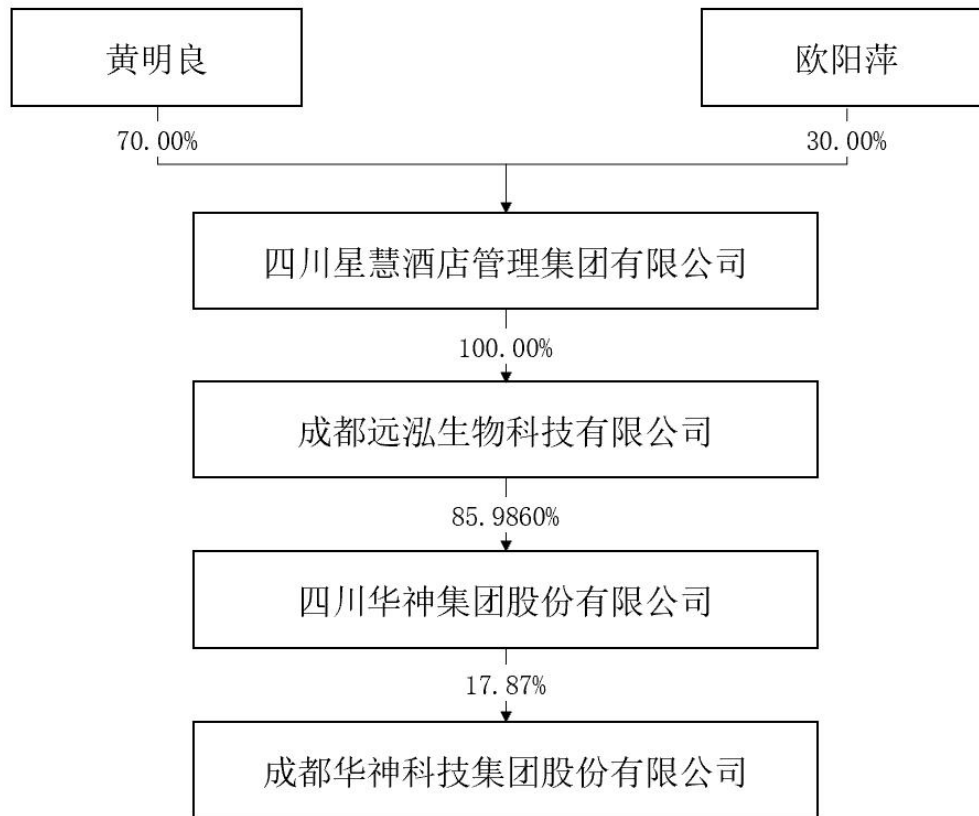 黄明良
欧阳萍
70.00%
30.00%
四川星慧酒店管理集团有限公司
100.00%
成都远泓生物科技有限公司
85.9860%
四川华神集团股份有限公司
17.87%
成都华神科技集团股份有限公司